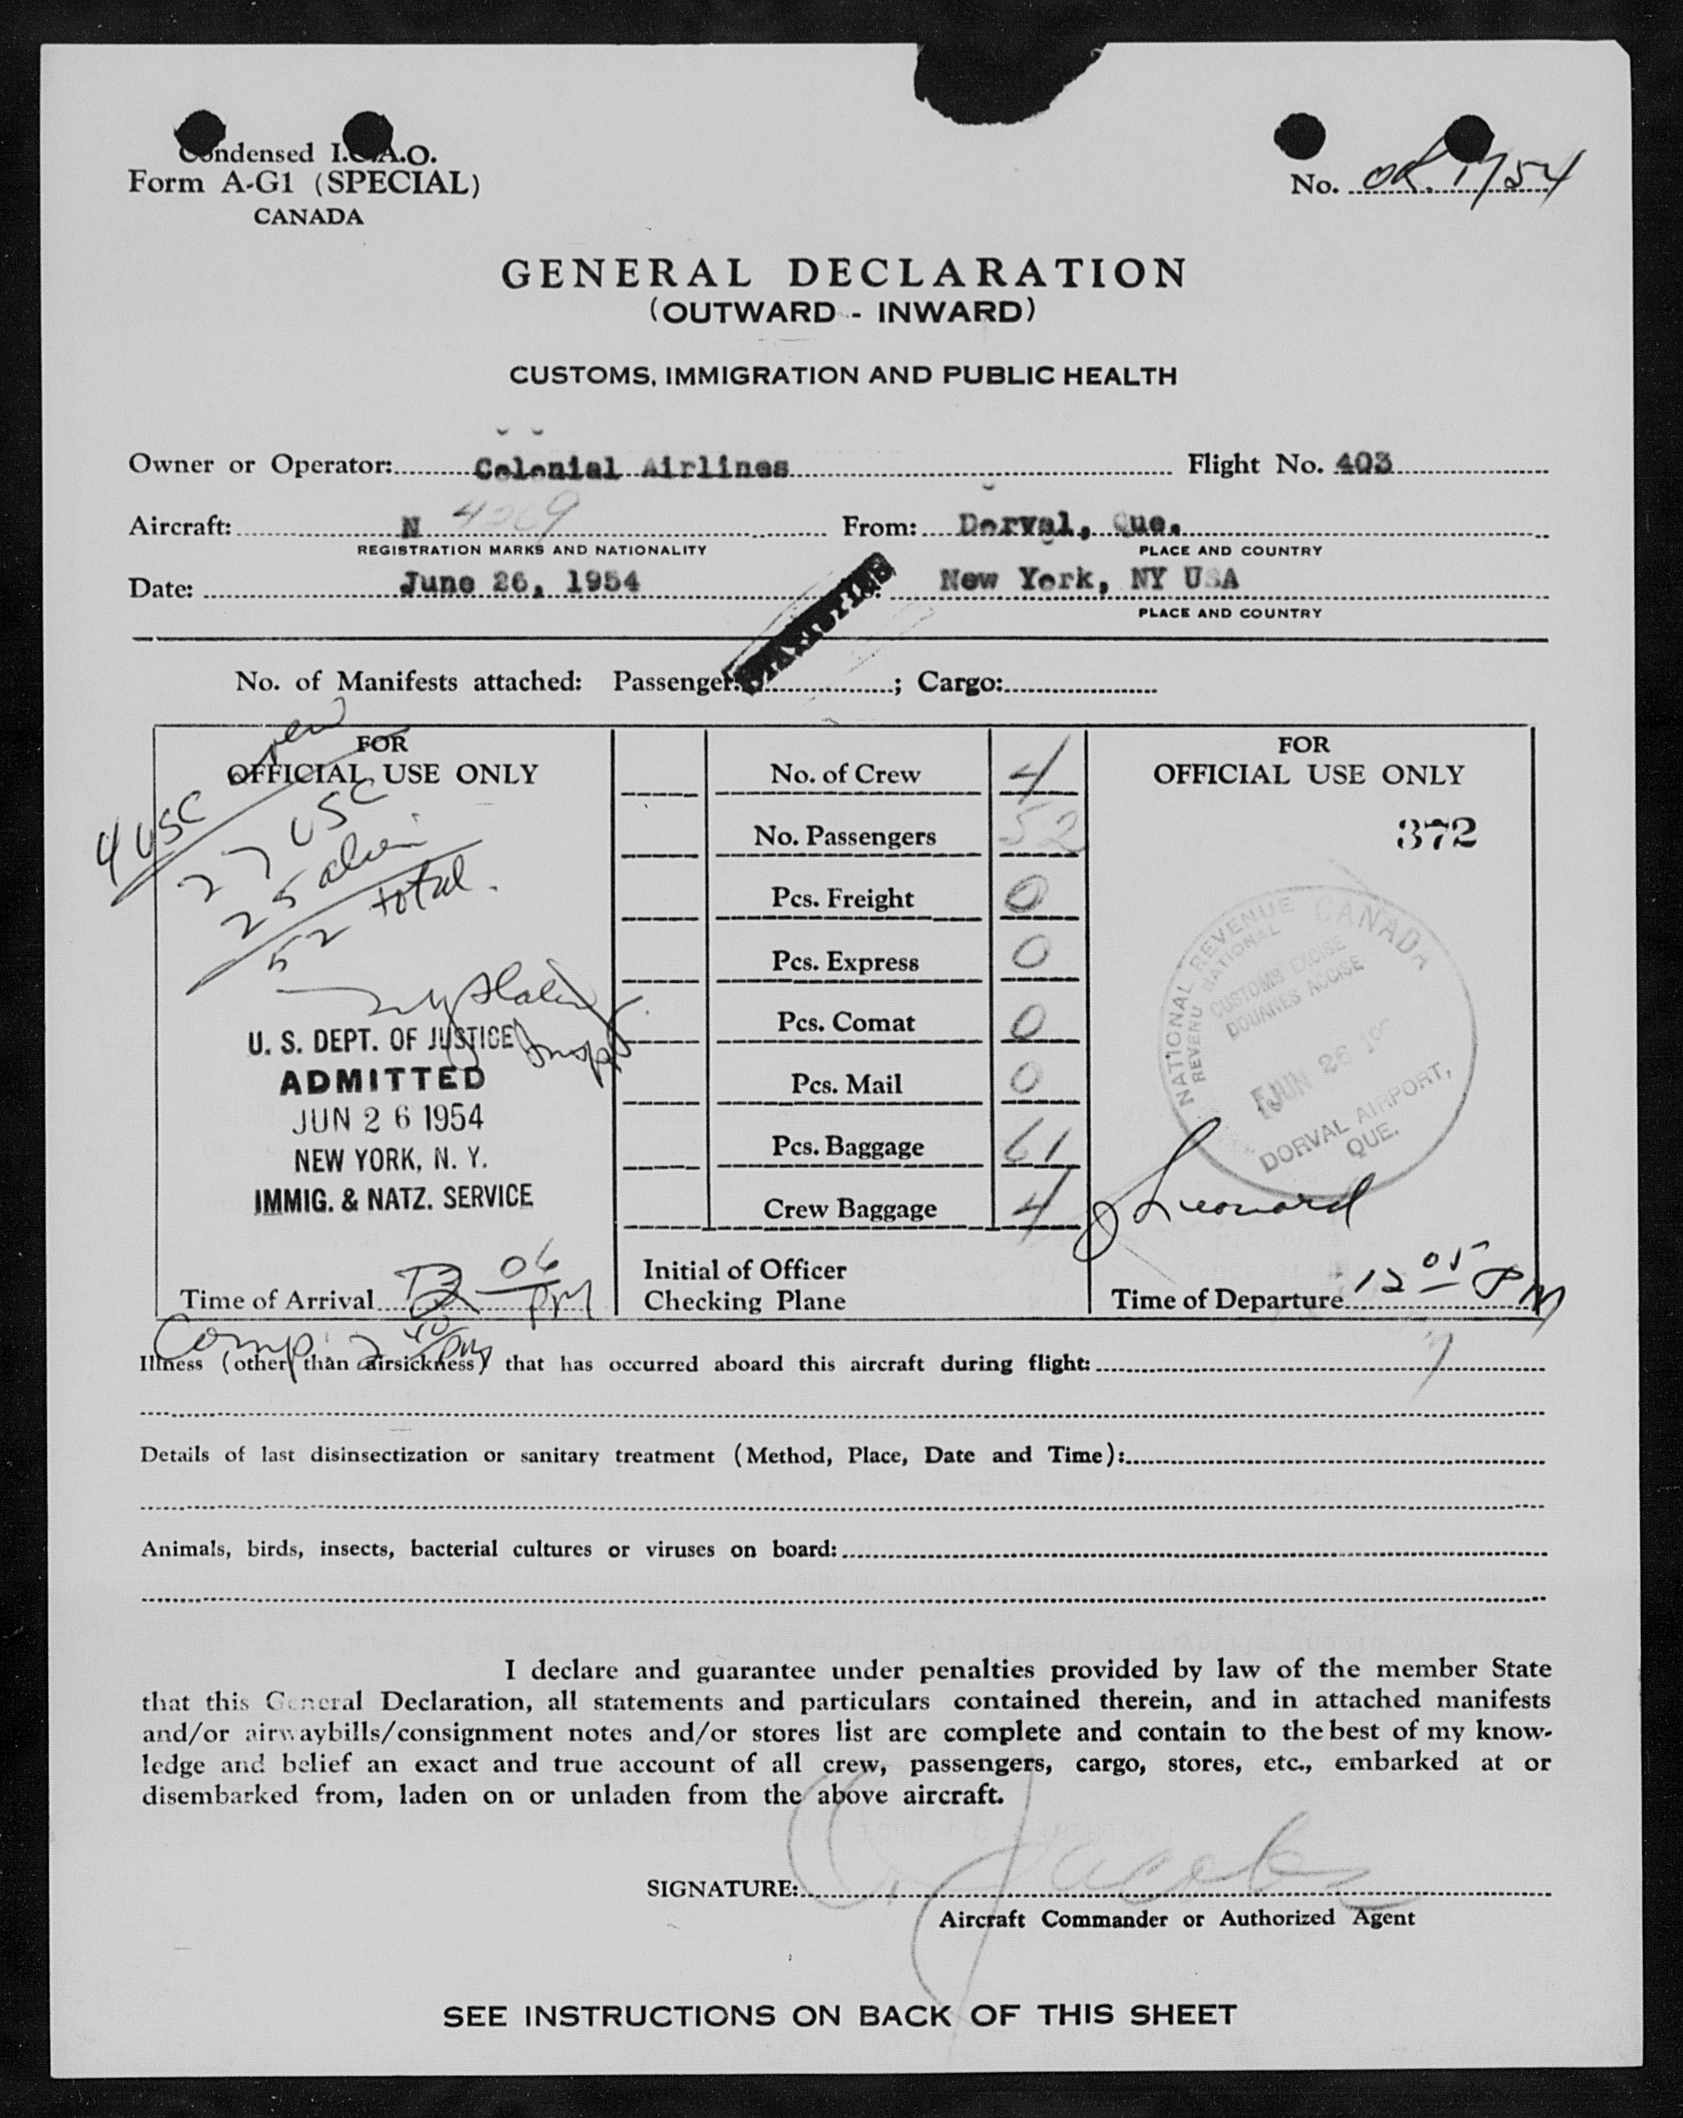 Condensed I.C.A.O.
Form A-G1 (SPECIAL)
CANADA
No.
GENERAL DECLARATION
(OUTWARD - INWARD)
CUSTOMS, IMMIGRATION AND PUBLIC HEALTH
Owner or Operator: Colonial Airlines Flight No. 403
Aircraft: N 4269 From: Dorval, Que.
REGISTRATION MARKS AND NATIONALITY PLACE AND COUNTRY
Date: June 26, 1954 New York, NY USA
PLACE AND COUNTRY
No. of Manifests attached: Passenger: ; Cargo:
FOR
OFFICIAL USE ONLY
4 USC
27 USC
25 alien
52 total.
U. S. DEPT. OF JUSTICE
ADMITTED
JUN 26 1954
NEW YORK, N. Y.
IMMIG. & NATZ. SERVICE
Time of Arrival 06 PM
Comp: 2 40 PM
No. of Crew 4
No. Passengers 52
Pcs. Freight 0
Pcs. Express 0
Pcs. Comat 0
Pcs. Mail 0
Pcs. Baggage 61
Crew Baggage 4
Initial of Officer
Checking Plane
FOR
OFFICIAL USE ONLY
372
NATIONAL REVENUE CANADA
REVENU NATIONAL
CUSTOMS EXCISE
DOUANES ACCISE
JUN 26
DORVAL AIRPORT,
QUE.
Leonard
Time of Departure 12 05 PM
Illness (other than airsickness) that has occurred aboard this aircraft during flight:
Details of last disinsectization or sanitary treatment (Method, Place, Date and Time):
Animals, birds, insects, bacterial cultures or viruses on board:
I declare and guarantee under penalties provided by law of the member State
that this General Declaration, all statements and particulars contained therein, and in attached manifests
and/or airwaybills/consignment notes and/or stores list are complete and contain to the best of my know-
ledge and belief an exact and true account of all crew, passengers, cargo, stores, etc., embarked at or
disembarked from, laden on or unladen from the above aircraft.
SIGNATURE:
Aircraft Commander or Authorized Agent
SEE INSTRUCTIONS ON BACK OF THIS SHEET